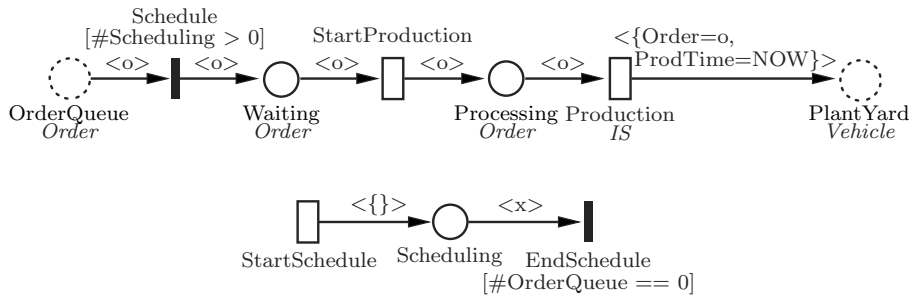 Schedule
[#Scheduling > 0]
StartProduction
<{Order=o,
ProdTime=NOW}>
<o> <o> <o> <o> <o>
OrderQueue Waiting Processing Production PlantYard
Order Order Order IS Vehicle
<{}> <x>
StartSchedule Scheduling EndSchedule
[#OrderQueue == 0]